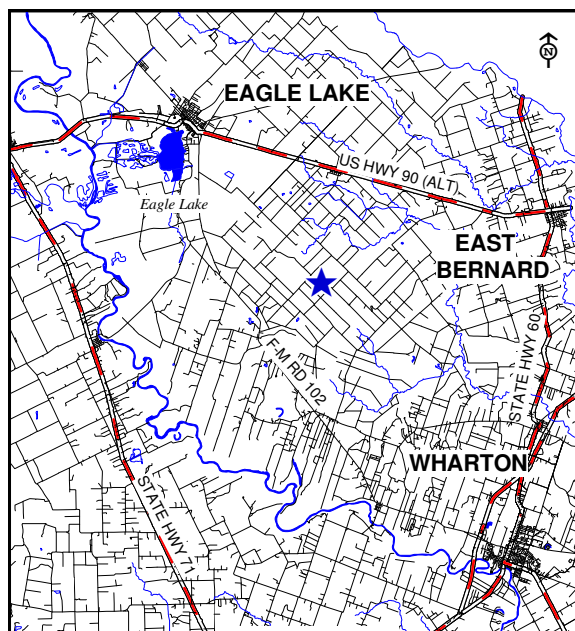 N
EAGLE LAKE
US HWY 90 (ALT)
Eagle Lake
EAST
BERNARD
F-M RD 102
STATE HWY 60
WHARTON
STATE HWY 71